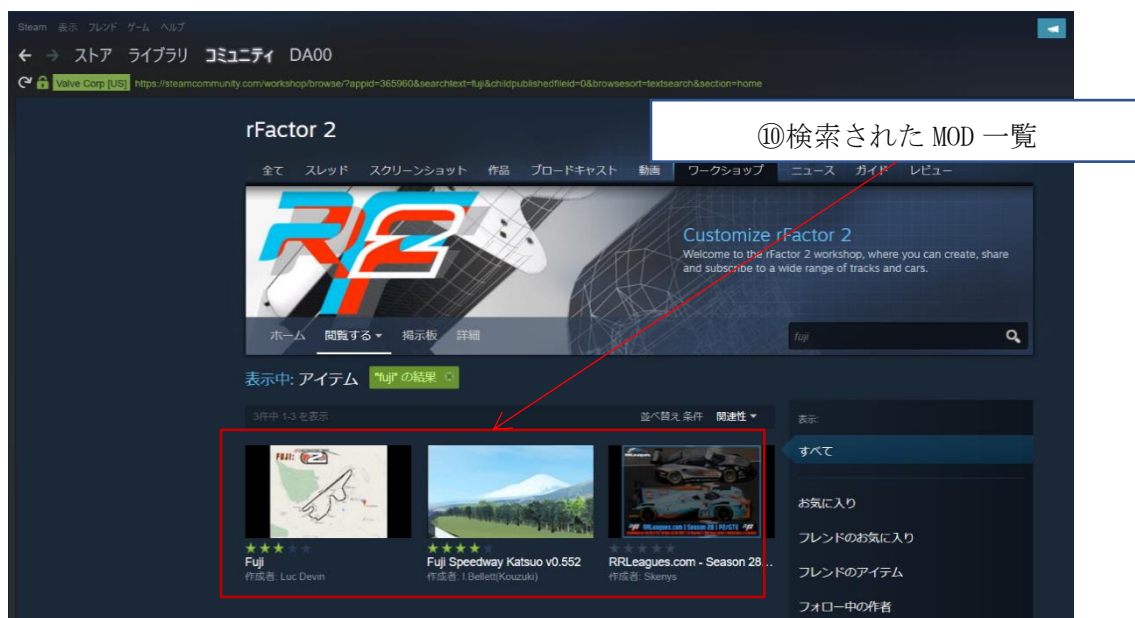 Steam 表示 フレンド ゲーム ヘルプ
ストア ライブラリ コミュニティ DA00
Valve Corp [US] https://steamcommunity.com/workshop/browse/?appid=365960&searchtext=fuji&childpublishedfileid=0&browsesort=textsearch&section=home
⑩検索された MOD 一覧
rFactor 2
全て スレッド スクリーンショット 作品 ブロードキャスト 動画 ワークショップ ニュース ガイド レビュー
Customize rFactor 2
Welcome to the rFactor 2 workshop, where you can create, share
and subscribe to a wide range of tracks and cars.
ホーム 閲覧する 掲示板 詳細
fuji
表示中: アイテム "fuji" の結果
3件中 1-3 を表示
並べ替え条件 関連性
表示:
すべて
お気に入り
フレンドのお気に入り
フレンドのアイテム
フォロー中の作者
FUJI:
Fuji
作成者: Luc Devin
Fuji Speedway Katsuo v0.552
作成者: I.Bellett(Kouzuki)
RRLeagues.com | Season 28 | P2/GTE
RRLeagues.com - Season 28...
作成者: Skenys